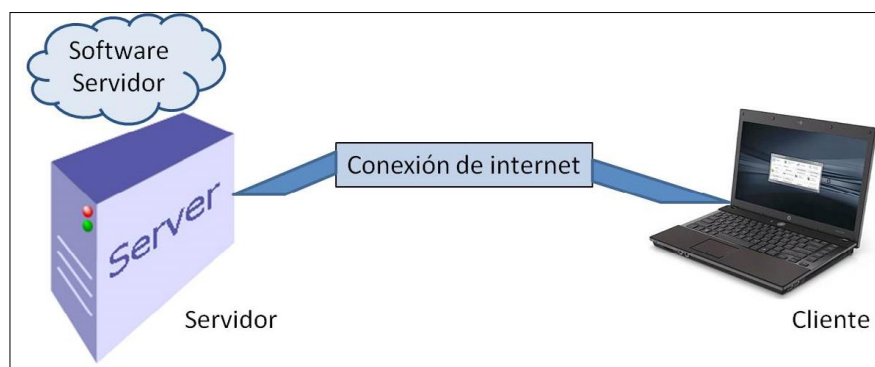 Software
Servidor
Conexión de internet
Server
Servidor
Cliente